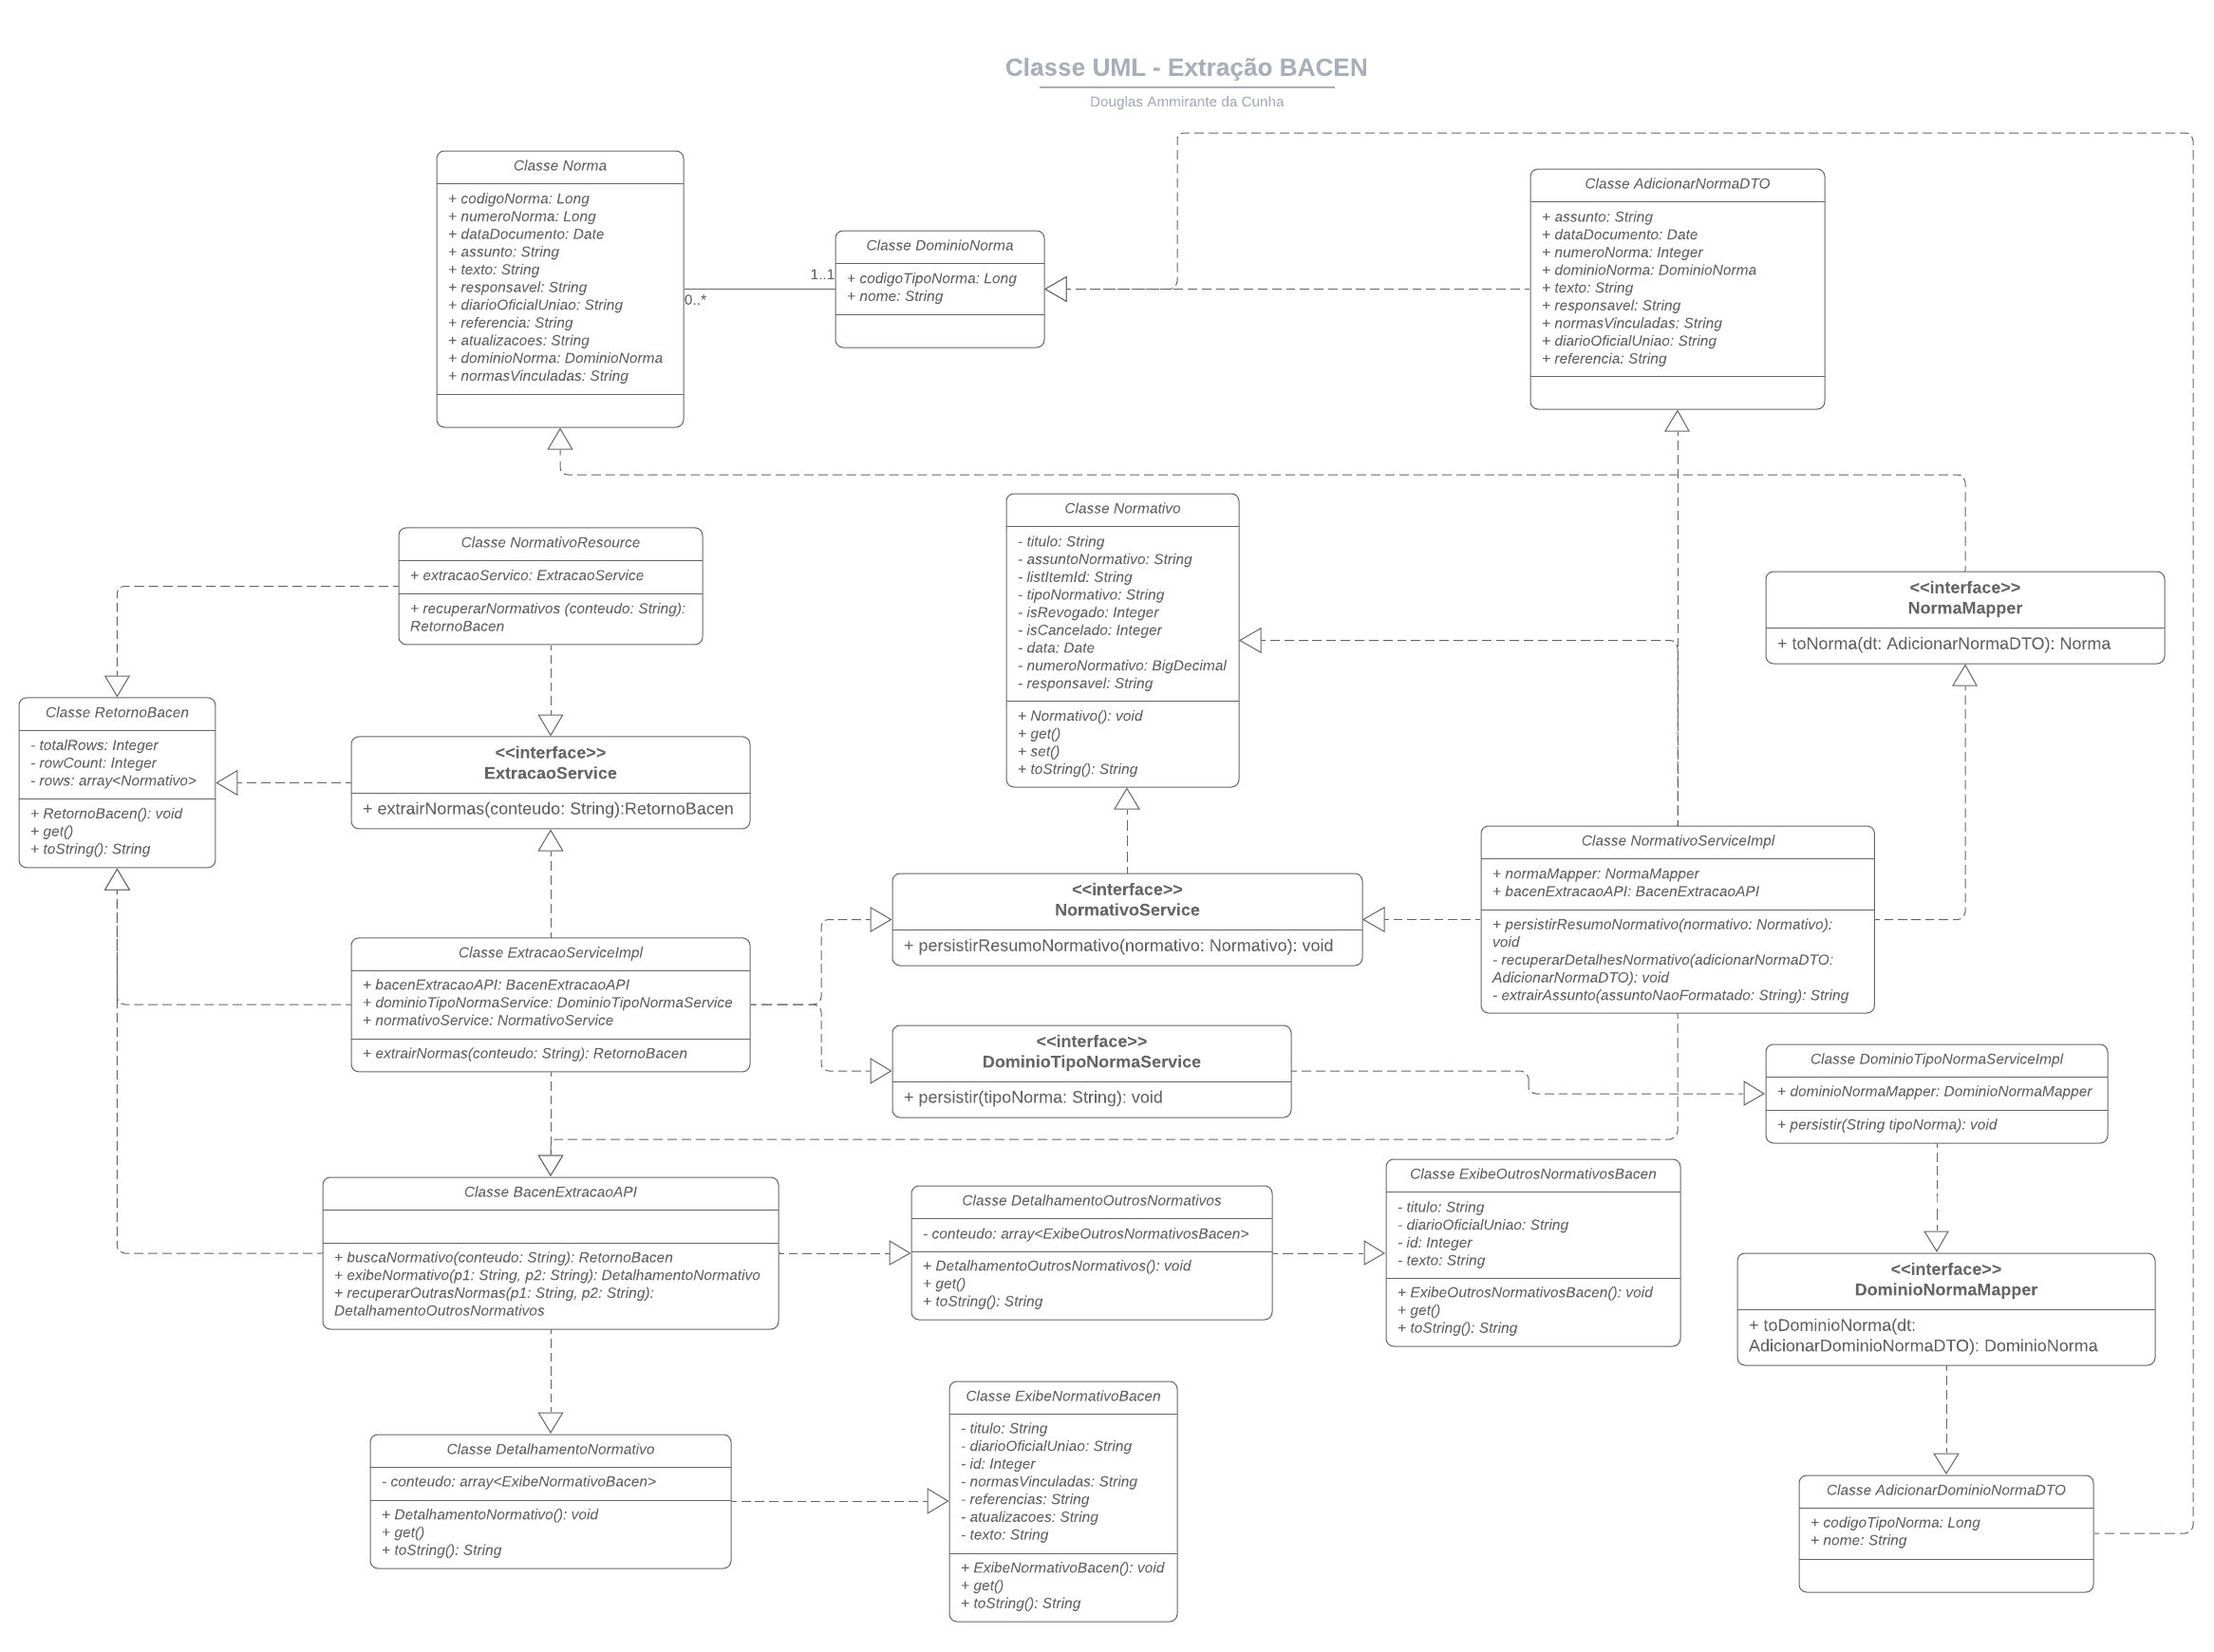 Classe UML - Extração BACEN
Douglas Ammirante da Cunha
Classe Norma
+ codigoNorma: Long
+ numeroNorma: Long
+ dataDocumento: Date
+ assunto: String
+ texto: String
+ responsavel: String
+ diarioOficialUniao: String
+ referencia: String
+ atualizacoes: String
+ dominioNorma: DominioNorma
+ normasVinculadas: String
0..*
1..1
Classe DominioNorma
+ codigoTipoNorma: Long
+ nome: String
Classe AdicionarNormaDTO
+ assunto: String
+ dataDocumento: Date
+ numeroNorma: Integer
+ dominioNorma: DominioNorma
+ texto: String
+ responsavel: String
+ normasVinculadas: String
+ diarioOficialUniao: String
+ referencia: String
Classe NormativoResource
+ extracaoServico: ExtracaoService
+ recuperarNormativos (conteudo: String):
RetornoBacen
Classe Normativo
- titulo: String
- assuntoNormativo: String
- listItemId: String
- tipoNormativo: String
- isRevogado: Integer
- isCancelado: Integer
- data: Date
- numeroNormativo: BigDecimal
- responsavel: String
+ Normativo(): void
+ get()
+ set()
+ toString(): String
<<interface>>
NormaMapper
+ toNorma(dt: AdicionarNormaDTO): Norma
Classe RetornoBacen
- totalRows: Integer
- rowCount: Integer
- rows: array<Normativo>
+ RetornoBacen(): void
+ get()
+ toString(): String
<<interface>>
ExtracaoService
+ extrairNormas(conteudo: String):RetornoBacen
<<interface>>
NormativoService
+ persistirResumoNormativo(normativo: Normativo): void
Classe NormativoServiceImpl
+ normaMapper: NormaMapper
+ bacenExtracaoAPI: BacenExtracaoAPI
+ persistirResumoNormativo(normativo: Normativo):
void
- recuperarDetalhesNormativo(adicionarNormaDTO:
AdicionarNormaDTO): void
- extrairAssunto(assuntoNaoFormatado: String): String
Classe ExtracaoServiceImpl
+ bacenExtracaoAPI: BacenExtracaoAPI
+ dominioTipoNormaService: DominioTipoNormaService
+ normativoService: NormativoService
+ extrairNormas(conteudo: String): RetornoBacen
<<interface>>
DominioTipoNormaService
+ persistir(tipoNorma: String): void
Classe DominioTipoNormaServiceImpl
+ dominioNormaMapper: DominioNormaMapper
+ persistir(String tipoNorma): void
Classe BacenExtracaoAPI
+ buscaNormativo(conteudo: String): RetornoBacen
+ exibeNormativo(p1: String, p2: String): DetalhamentoNormativo
+ recuperarOutrasNormas(p1: String, p2: String):
DetalhamentoOutrosNormativos
Classe DetalhamentoOutrosNormativos
- conteudo: array<ExibeOutrosNormativosBacen>
+ DetalhamentoOutrosNormativos(): void
+ get()
+ toString(): String
Classe ExibeOutrosNormativosBacen
- titulo: String
- diarioOficialUniao: String
- id: Integer
- texto: String
+ ExibeOutrosNormativosBacen(): void
+ get()
+ toString(): String
<<interface>>
DominioNormaMapper
+ toDominioNorma(dt:
AdicionarDominioNormaDTO): DominioNorma
Classe DetalhamentoNormativo
- conteudo: array<ExibeNormativoBacen>
+ DetalhamentoNormativo(): void
+ get()
+ toString(): String
Classe ExibeNormativoBacen
- titulo: String
- diarioOficialUniao: String
- id: Integer
- normasVinculadas: String
- referencias: String
- atualizacoes: String
- texto: String
+ ExibeNormativoBacen(): void
+ get()
+ toString(): String
Classe AdicionarDominioNormaDTO
+ codigoTipoNorma: Long
+ nome: String